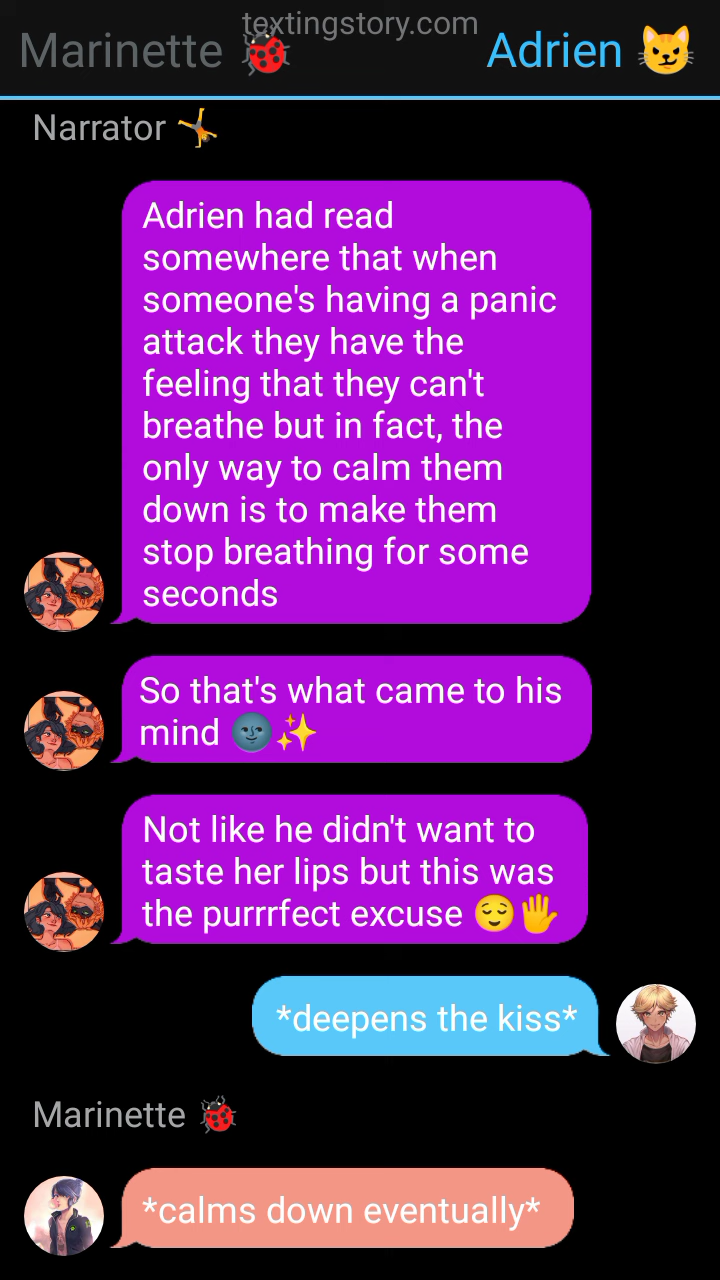 textingstory.com
Marinette 🐞 Adrien 😼
Narrator 🤸
Adrien had read
somewhere that when
someone's having a panic
attack they have the
feeling that they can't
breathe but in fact, the
only way to calm them
down is to make them
stop breathing for some
seconds
So that's what came to his
mind 🌚✨
Not like he didn't want to
taste her lips but this was
the purrrfect excuse 😌🖐
*deepens the kiss*
Marinette 🐞
*calms down eventually*